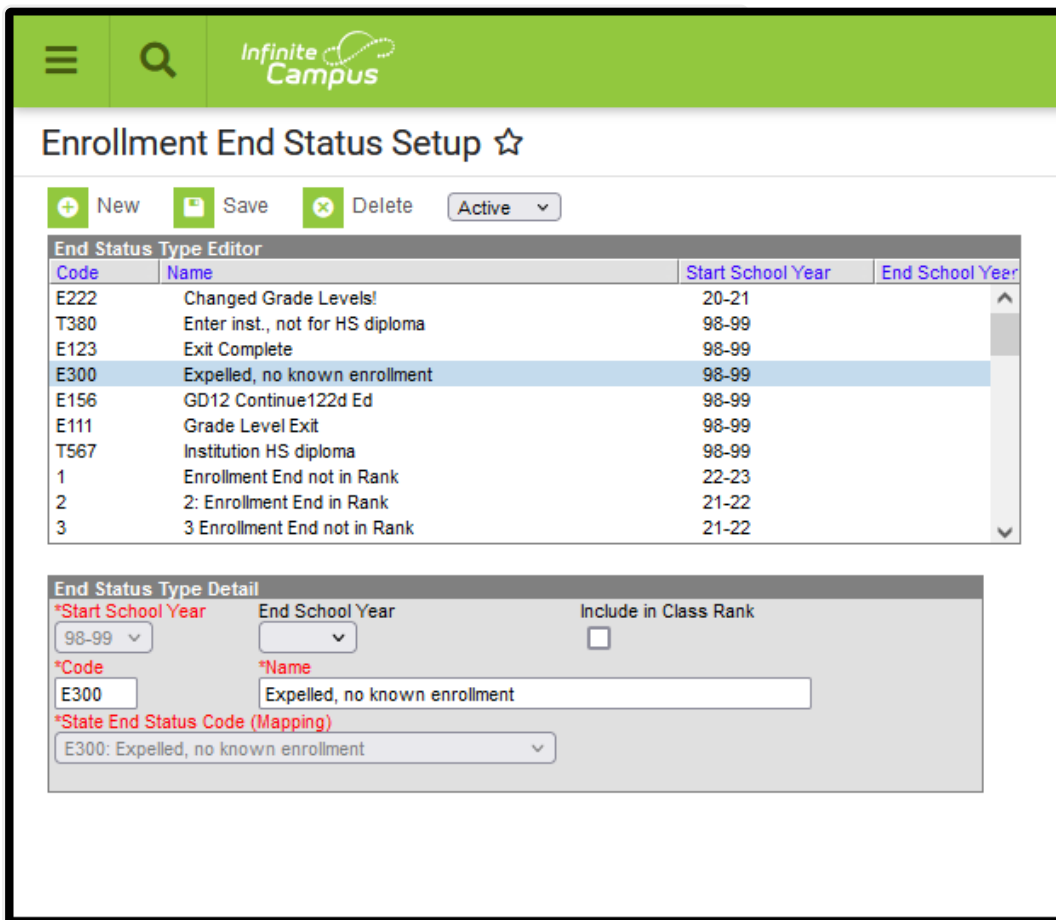 Infinite
Campus
Enrollment End Status Setup
New Save Delete Active
End Status Type Editor
Code Name Start School Year End School Year
E222 Changed Grade Levels! 20-21
T380 Enter inst., not for HS diploma 98-99
E123 Exit Complete 98-99
E300 Expelled, no known enrollment 98-99
E156 GD12 Continue122d Ed 98-99
E111 Grade Level Exit 98-99
T567 Institution HS diploma 98-99
1 Enrollment End not in Rank 22-23
2 2: Enrollment End in Rank 21-22
3 3 Enrollment End not in Rank 21-22
End Status Type Detail
*Start School Year End School Year Include in Class Rank
98-99
*Code *Name
E300 Expelled, no known enrollment
*State End Status Code (Mapping)
E300: Expelled, no known enrollment